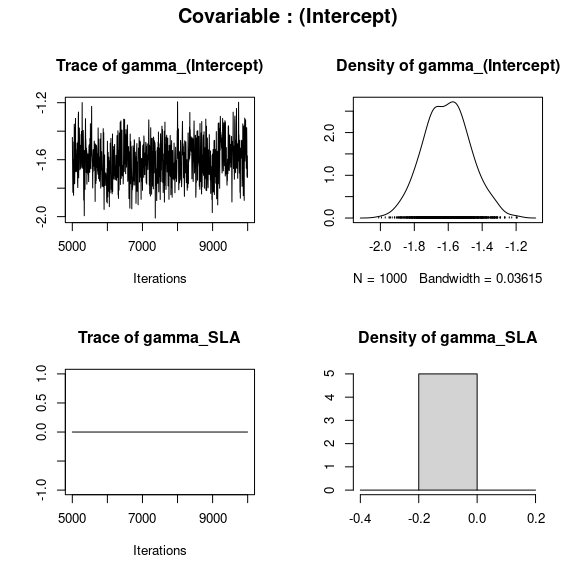 Covariable : (Intercept)
Trace of gamma_(Intercept)
-1.2
-1.6
-2.0
5000 7000 9000
Iterations
Density of gamma_(Intercept)
2.0
1.0
0.0
-2.0 -1.8 -1.6 -1.4 -1.2
N = 1000 Bandwidth = 0.03615
Trace of gamma_SLA
1.0
0.5
0.0
-1.0
5000 7000 9000
Iterations
Density of gamma_SLA
5
4
3
2
1
0
-0.4 -0.2 0.0 0.2